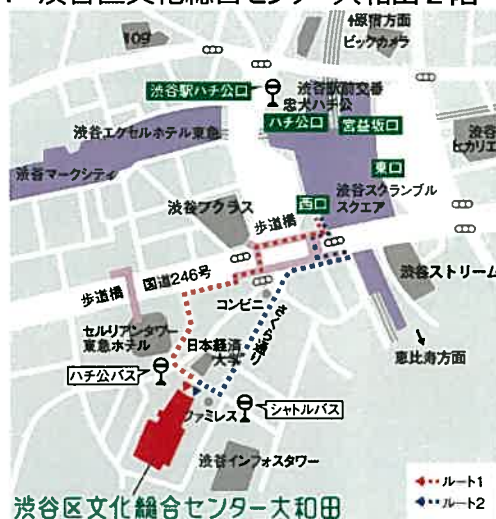 渋谷区文化総合センター大和田2階
↑原宿方面
109
ビックカメラ
渋谷駅ハチ公口
渋谷駅前交番
忠犬ハチ公
ハチ公口
宮益坂口
渋谷エクセルホテル東急
渋谷
ヒカリエ
東口
渋谷マークシティ
渋谷スクランブル
スクエア
西口
渋谷フクラス
歩道橋
国道246号
渋谷ストリーム
歩道橋
コンビニ
さくら通り
セルリアンタワー
東急ホテル
日本経済
大学
恵比寿方面
ハチ公バス
ファミレス
シャトルバス
渋谷インフォスタワー
ルート1
ルート2
渋谷区文化総合センター大和田